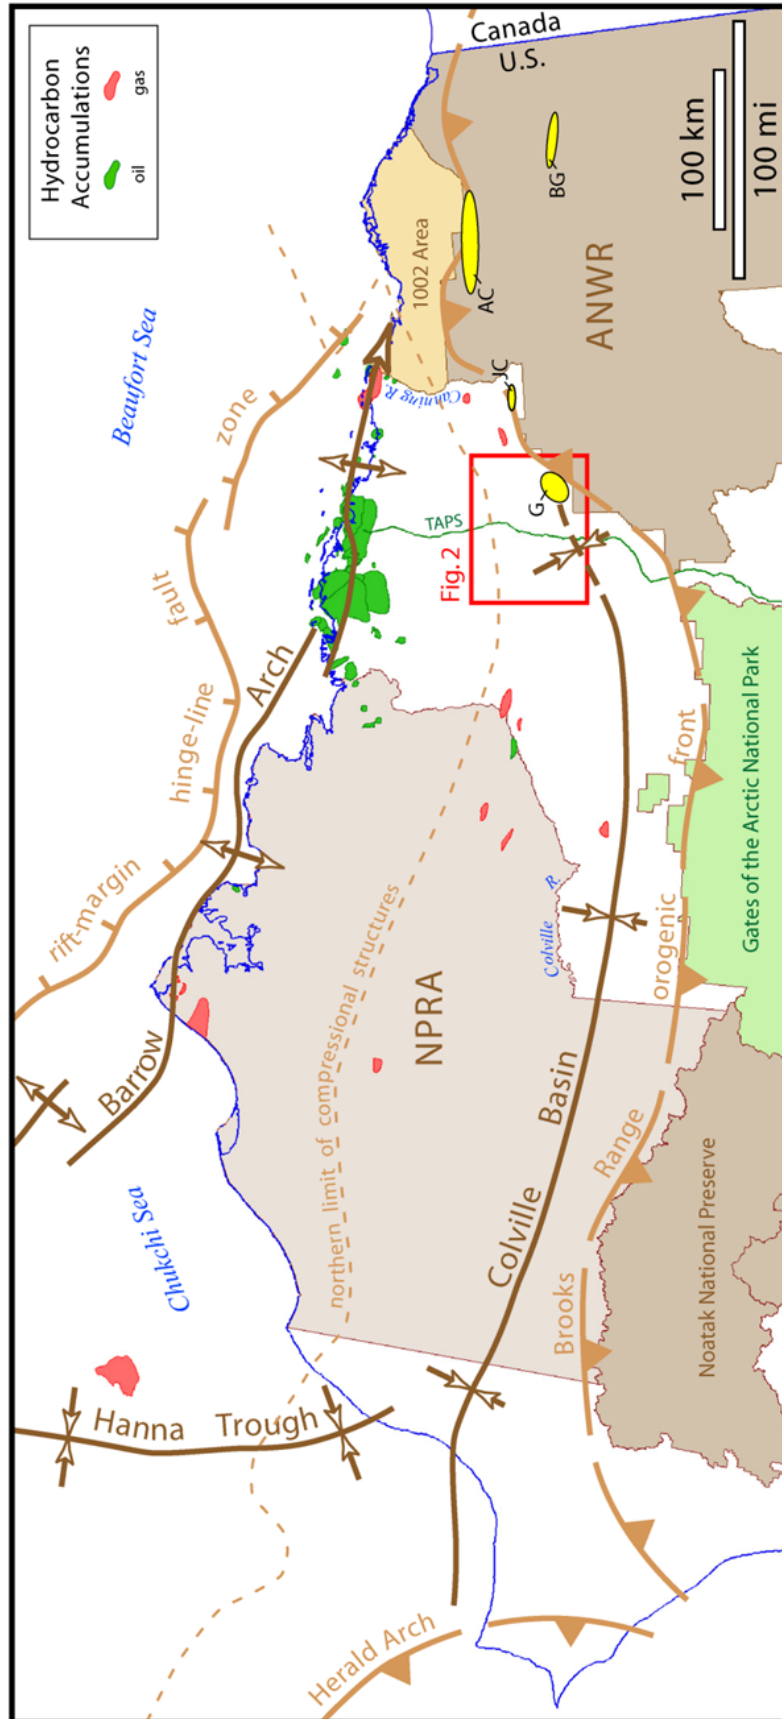 Hydrocarbon
Accumulations
oil
gas
Canada
U.S.
Beaufort Sea
Chukchi Sea
rift-margin
hinge-line
fault
zone
Barrow
Arch
Hanna Trough
Herald Arch
northern limit of compressional structures
NPRA
Colville R.
Colville
Basin
Brooks
Range
orogenic
front
Noatak National Preserve
Gates of the Arctic National Park
TAPS
Fig. 2
G
JC
AC
BG
Canning R.
1002 Area
ANWR
100 km
100 mi